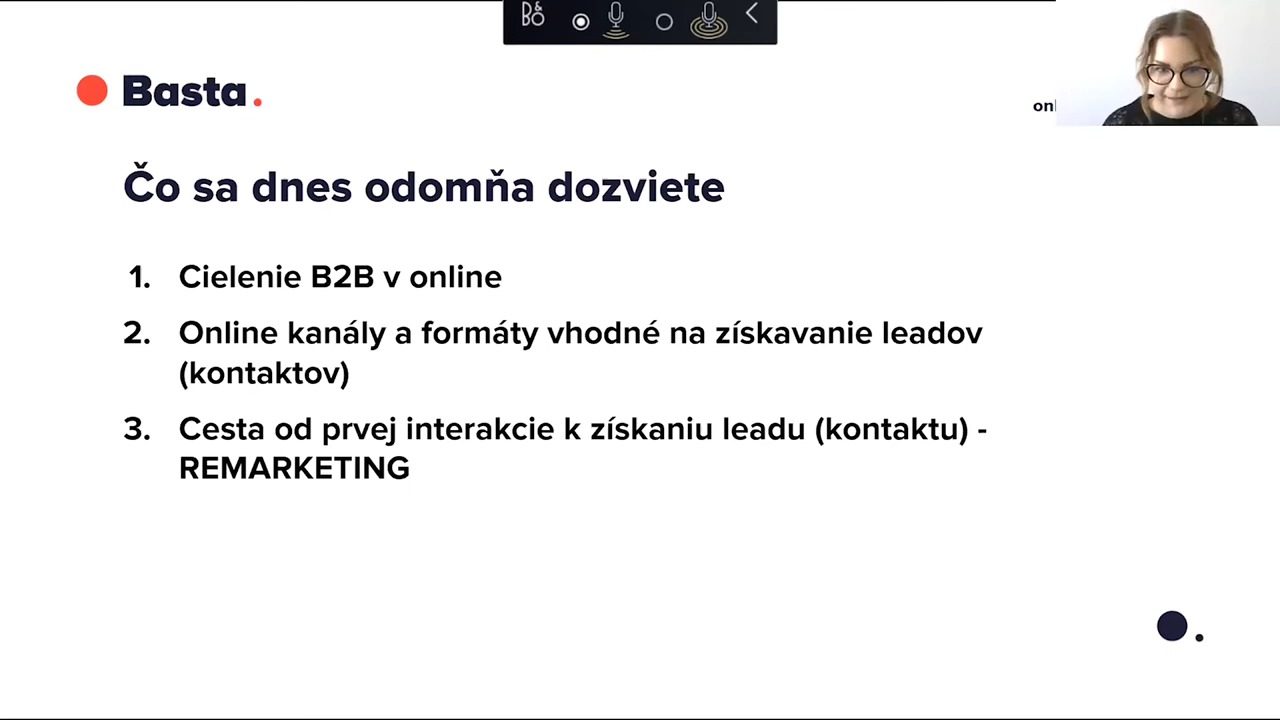 B&O
Basta.
onl
Čo sa dnes odomňa dozviete
1. Cielenie B2B v online
2. Online kanály a formáty vhodné na získavanie leadov
(kontaktov)
3. Cesta od prvej interakcie k získaniu leadu (kontaktu) -
REMARKETING